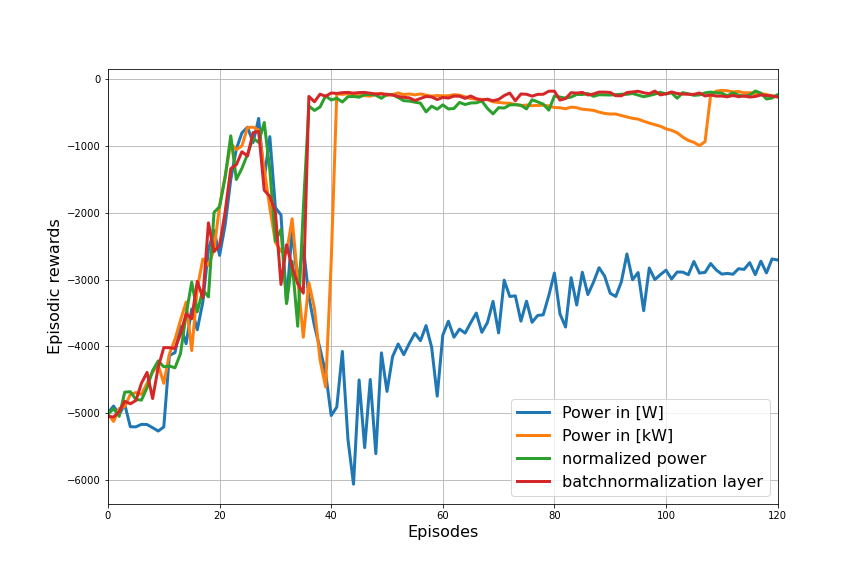 0
−1000
−2000
−3000
−4000
−5000
−6000
Episodic rewards
0 20 40 60 80 100 120
Episodes
Power in [W]
Power in [kW]
normalized power
batchnormalization layer